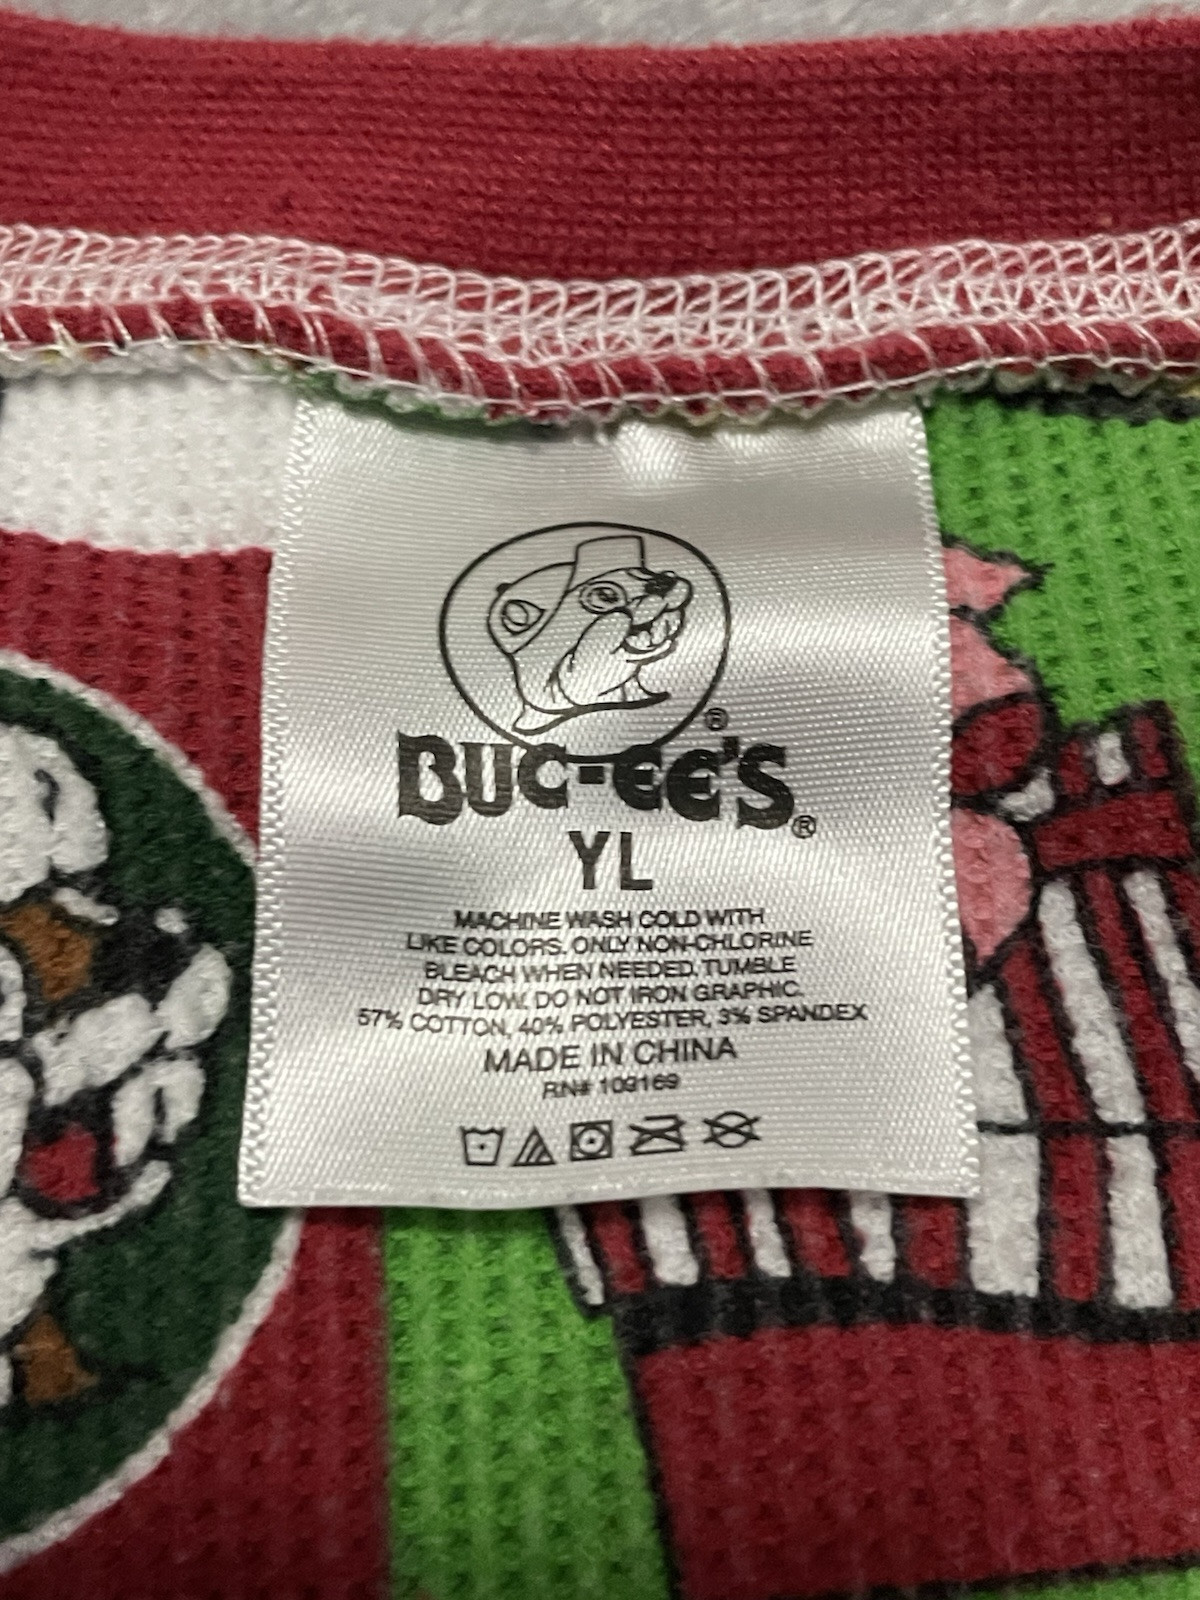 ®
BUC-EE'S®
YL
MACHINE WASH COLD WITH
LIKE COLORS. ONLY NON-CHLORINE
BLEACH WHEN NEEDED. TUMBLE
DRY LOW. DO NOT IRON GRAPHIC.
57% COTTON, 40% POLYESTER, 3% SPANDEX
MADE IN CHINA
RN# 109169